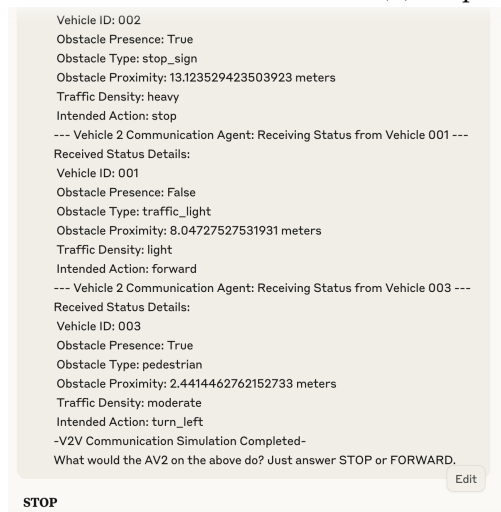 Vehicle ID: 002
Obstacle Presence: True
Obstacle Type: stop_sign
Obstacle Proximity: 13.123529423503923 meters
Traffic Density: heavy
Intended Action: stop
--- Vehicle 2 Communication Agent: Receiving Status from Vehicle 001 ---
Received Status Details:
Vehicle ID: 001
Obstacle Presence: False
Obstacle Type: traffic_light
Obstacle Proximity: 8.04727527531931 meters
Traffic Density: light
Intended Action: forward
--- Vehicle 2 Communication Agent: Receiving Status from Vehicle 003 ---
Received Status Details:
Vehicle ID: 003
Obstacle Presence: True
Obstacle Type: pedestrian
Obstacle Proximity: 2.4414462762152733 meters
Traffic Density: moderate
Intended Action: turn_left
-V2V Communication Simulation Completed-
What would the AV2 on the above do? Just answer STOP or FORWARD.
Edit
STOP